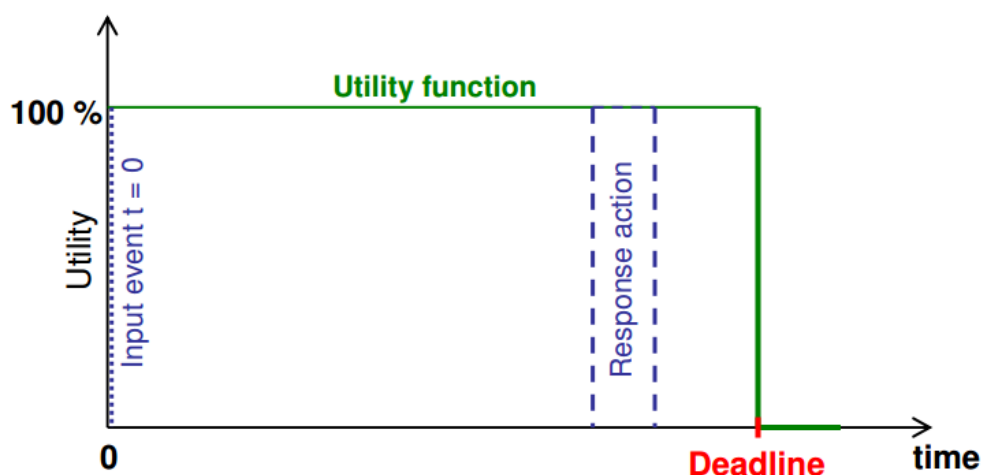 Utility function
100 %
Utility
Input event t = 0
Response action
0
Deadline
time